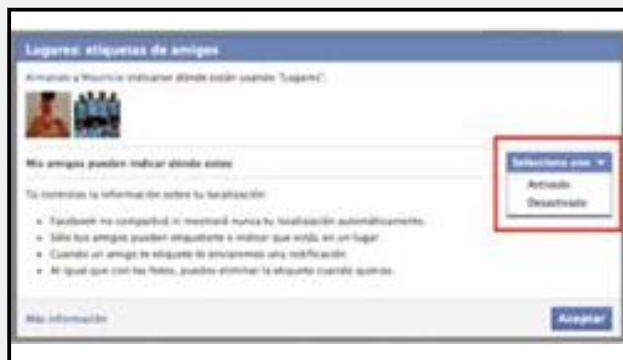 Lugares: etiquetas de amigos
Armando y Mauricio indicaron dónde están usando "Lugares".
Mis amigos pueden indicar dónde estoy
Selecciona uno
Activado
Desactivado
Tú controlas la información sobre tu localización:
Facebook no compartirá ni mostrará nunca tu localización automáticamente.
Sólo tus amigos pueden etiquetarte o indicar que estás en un lugar.
Cuando un amigo te etiquete te enviaremos una notificación.
Al igual que con las fotos, puedes eliminar la etiqueta cuando quieras.
Más información
Aceptar